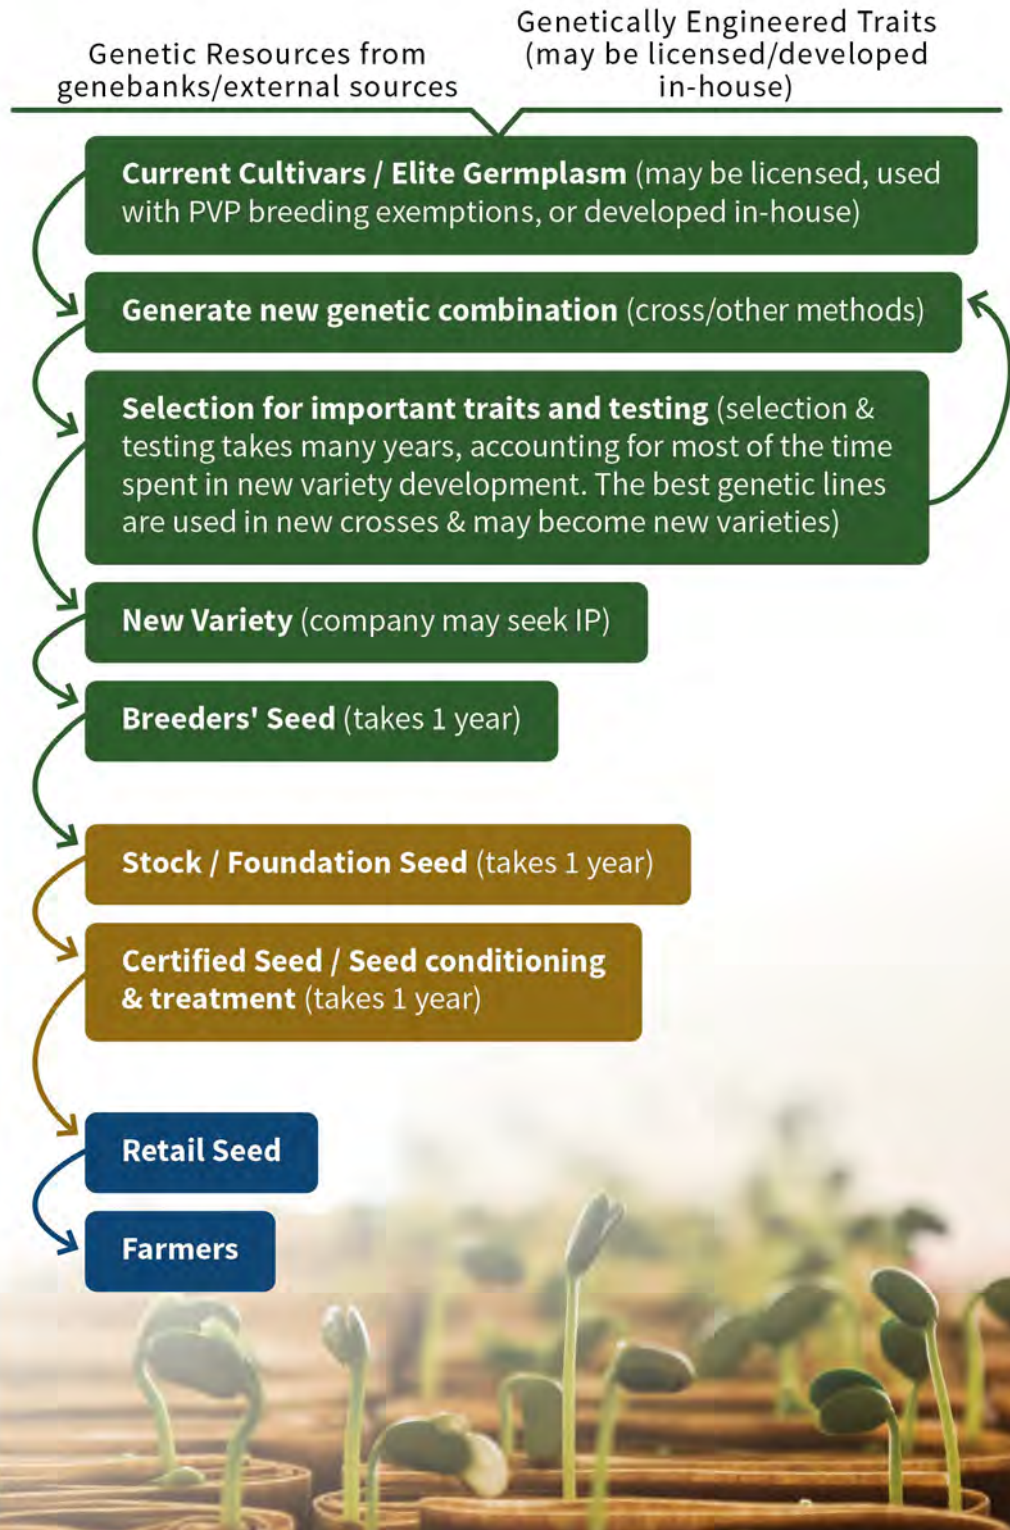 Genetic Resources from
genebanks/external sources
Genetically Engineered Traits
(may be licensed/developed
in-house)
Current Cultivars / Elite Germplasm (may be licensed, used
with PVP breeding exemptions, or developed in-house)
Generate new genetic combination (cross/other methods)
Selection for important traits and testing (selection &
testing takes many years, accounting for most of the time
spent in new variety development. The best genetic lines
are used in new crosses & may become new varieties)
New Variety (company may seek IP)
Breeders' Seed (takes 1 year)
Stock / Foundation Seed (takes 1 year)
Certified Seed / Seed conditioning
& treatment (takes 1 year)
Retail Seed
Farmers